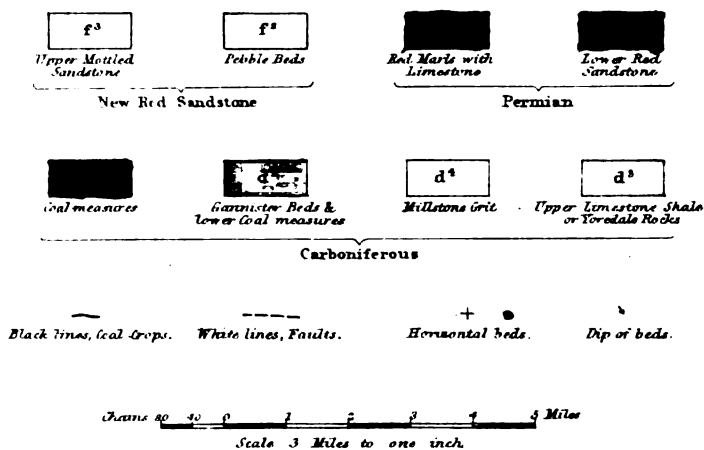 f³ f²
Upper Mottled Sandstone
Pebble Beds
Red Marls with Limestone
Lower Red Sandstone
New Red Sandstone
Permian
d d⁴ d³
Coal measures
Gannister Beds & lower Coal measures
Millstone Grit
Upper Limestone Shale or Yoredale Rocks
Carboniferous
Black lines, Coal Crops.
White lines, Faults.
Horizontal beds.
Dip of beds.
Chains 80 40 0 1 2 3 4 5 Miles
Scale 3 Miles to one inch